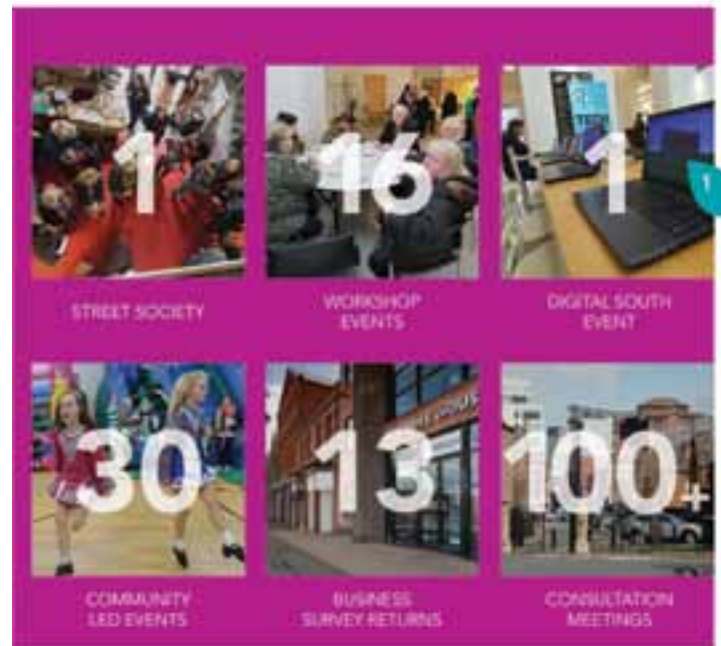 1
16
1
1
STREET SOCIETY
WORKSHOP
EVENTS
DIGITAL SOUTH
EVENT
30
13
100+
COMMUNITY
LED EVENTS
BUSINESS
SURVEY RETURNS
CONSULTATION
MEETINGS